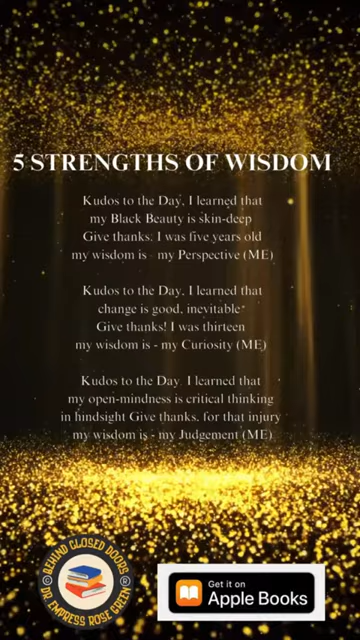 5 STRENGTHS OF WISDOM
Kudos to the Day, I learned that
my Black Beauty is skin-deep
Give thanks. I was five years old
my wisdom is - my Perspective (ME)
Kudos to the Day, I learned that
change is good, inevitable"
Give thanks! I was thirteen
my wisdom is - my Curiosity (ME)
Kudos to the Day. I learned that
my open-mindness is critical thinking
in hindsight Give thanks. for that injury
my wisdom is - my Judgement (ME)
BEHIND CLOSED DOORS
© ®
DR EMPRESS ROSE GREEN
Get it on
Apple Books